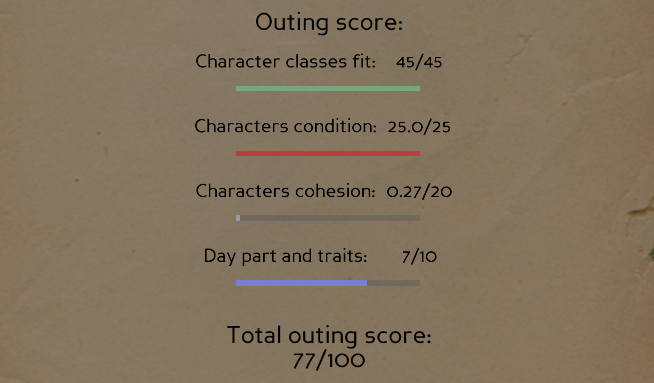 Outing score:
Character classes fit: 45/45
Characters condition: 25.0/25
Characters cohesion: 0.27/20
Day part and traits: 7/10
Total outing score:
77/100